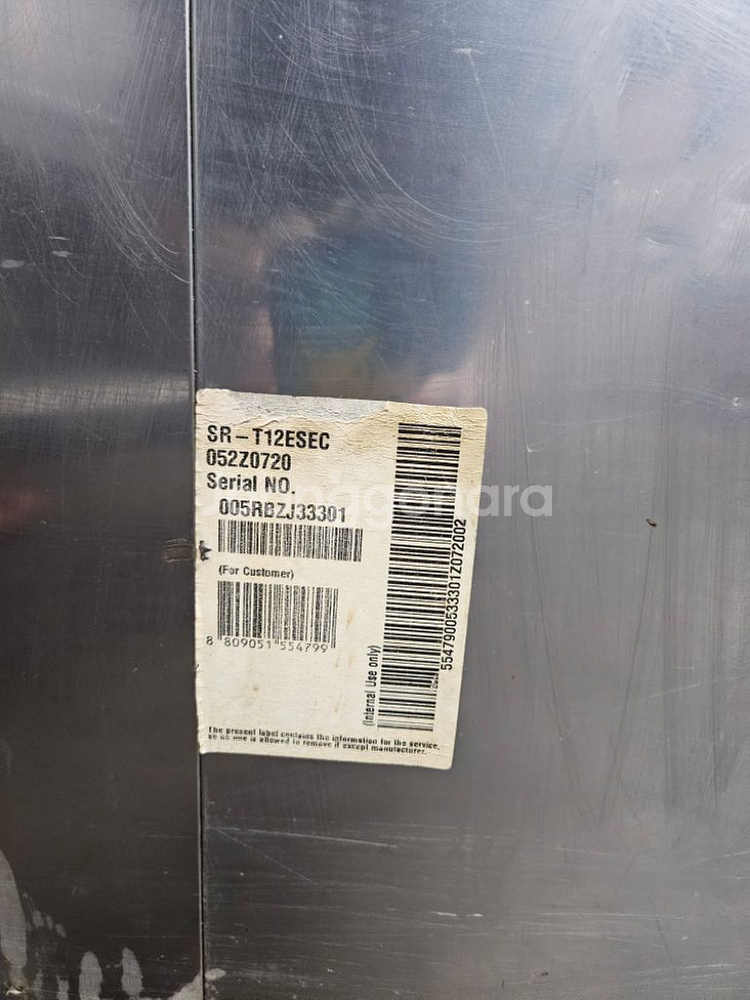 SR-T12ESEC
052Z0720
Serial NO.
005RBZJ33301
(For Customer)
8 809051 554799
(Internal Use only)
5547900533301Z072002
The present label contains the information for the service,
so no one is allowed to remove it except manufacturer.